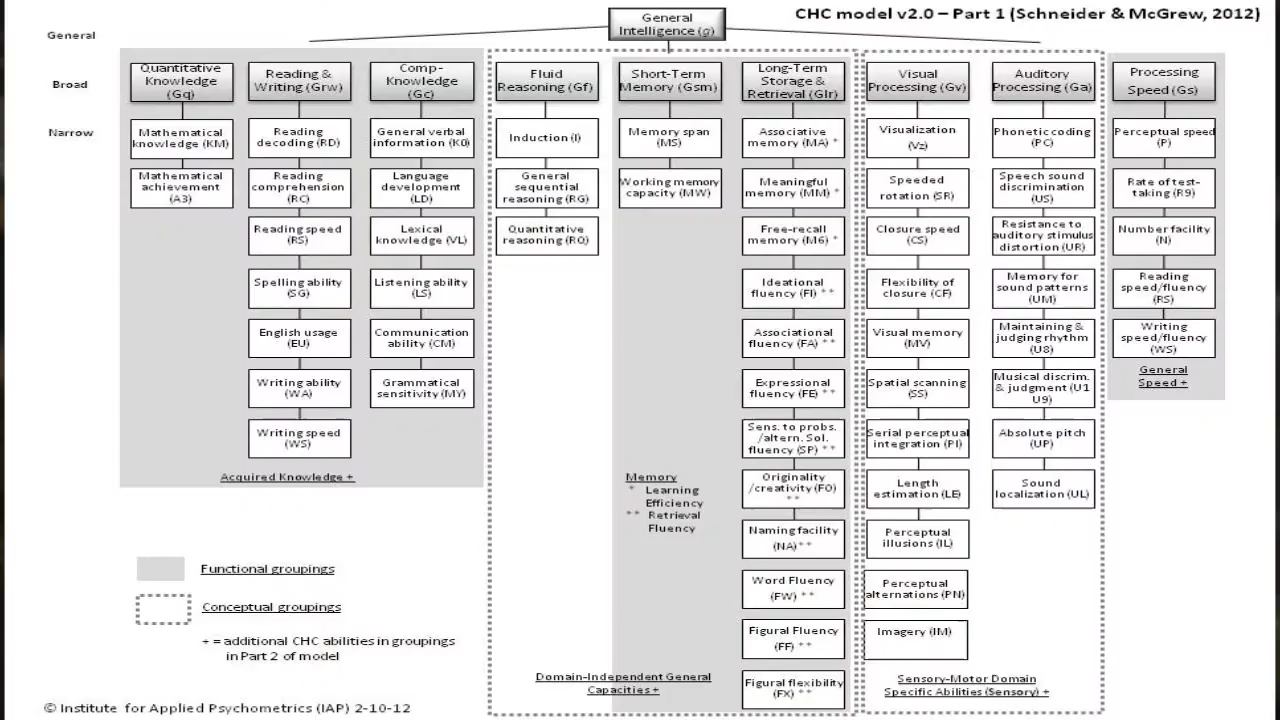 CHC model v2.0 – Part 1 (Schneider & McGrew, 2012)
General
General
Intelligence (g)
Broad
Quantitative
Knowledge (Gq)
Reading &
Writing (Grw)
Comp-
Knowledge
(Gc)
Fluid
Reasoning (Gf)
Short-Term
Memory (Gsm)
Long-Term
Storage &
Retrieval (Glr)
Visual
Processing (Gv)
Auditory
Processing (Ga)
Processing
Speed (Gs)
Narrow
Mathematical
knowledge (KM)
Mathematical
achievement (A3)
Reading
decoding (RD)
Reading
comprehension
(RC)
Reading speed
(RS)
Spelling ability
(SG)
English usage
(EU)
Writing ability
(WA)
Writing speed
(WS)
General verbal
information (K0)
Language
development
(LD)
Lexical
knowledge (VL)
Listening ability
(LS)
Communication
ability (CM)
Grammatical
sensitivity (MY)
Acquired Knowledge +
Induction (I)
General
sequential
reasoning (RG)
Quantitative
reasoning (RQ)
Memory span
(MS)
Working memory
capacity (MW)
Memory
* Learning
Efficiency
** Retrieval
Fluency
Associative
memory (MA) *
Meaningful
memory (MM) *
Free-recall
memory (M6) *
Ideational
fluency (FI) **
Associational
fluency (FA) **
Expressional
fluency (FE) **
Sens. to probs.
/altern. Sol.
fluency (SP) **
Originality
/creativity (FO)
**
Naming facility
(NA) **
Word Fluency
(FW) **
Figural Fluency
(FF) **
Figural flexibility
(FX) **
Domain-Independent General
Capacities +
Visualization
(Vz)
Speeded
rotation (SR)
Closure speed
(CS)
Flexibility of
closure (CF)
Visual memory
(MV)
Spatial scanning
(SS)
Serial perceptual
integration (PI)
Length
estimation (LE)
Perceptual
illusions (IL)
Perceptual
alternations (PN)
Imagery (IM)
Phonetic coding
(PC)
Speech sound
discrimination
(US)
Resistance to
auditory stimulus
distortion (UR)
Memory for
sound patterns
(UM)
Maintaining &
judging rhythm
(U8)
Musical discrim.
& judgment (U1
U9)
Absolute pitch
(UP)
Sound
localization (UL)
Sensory-Motor Domain
Specific Abilities (Sensory) +
Perceptual speed
(P)
Rate of test-
taking (R9)
Number facility
(N)
Reading
speed/fluency
(RS)
Writing
speed/fluency
(WS)
General
Speed +
Functional groupings
Conceptual groupings
+ = additional CHC abilities in groupings
in Part 2 of model
© Institute for Applied Psychometrics (IAP) 2-10-12